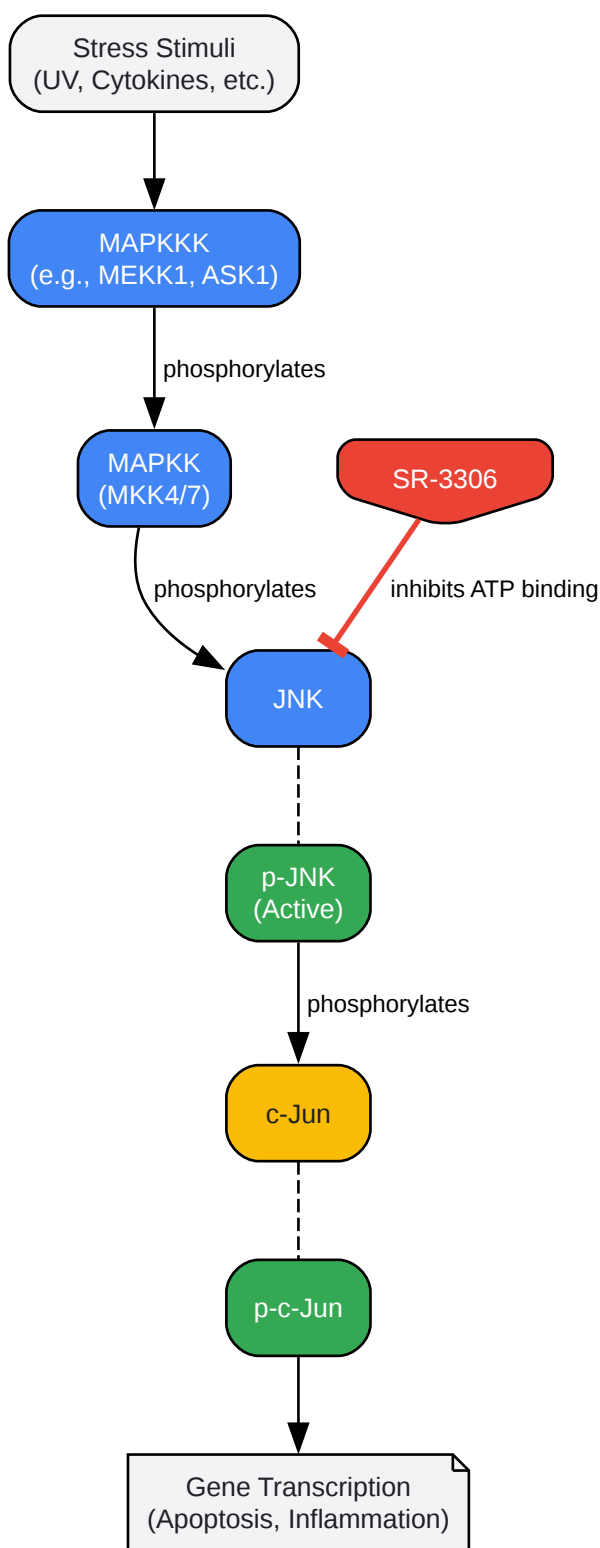 Stress Stimuli
(UV, Cytokines, etc.)
MAPKKK
(e.g., MEKK1, ASK1)
phosphorylates
MAPKK
(MKK4/7)
SR-3306
phosphorylates
inhibits ATP binding
JNK
p-JNK
(Active)
phosphorylates
c-Jun
p-c-Jun
Gene Transcription
(Apoptosis, Inflammation)